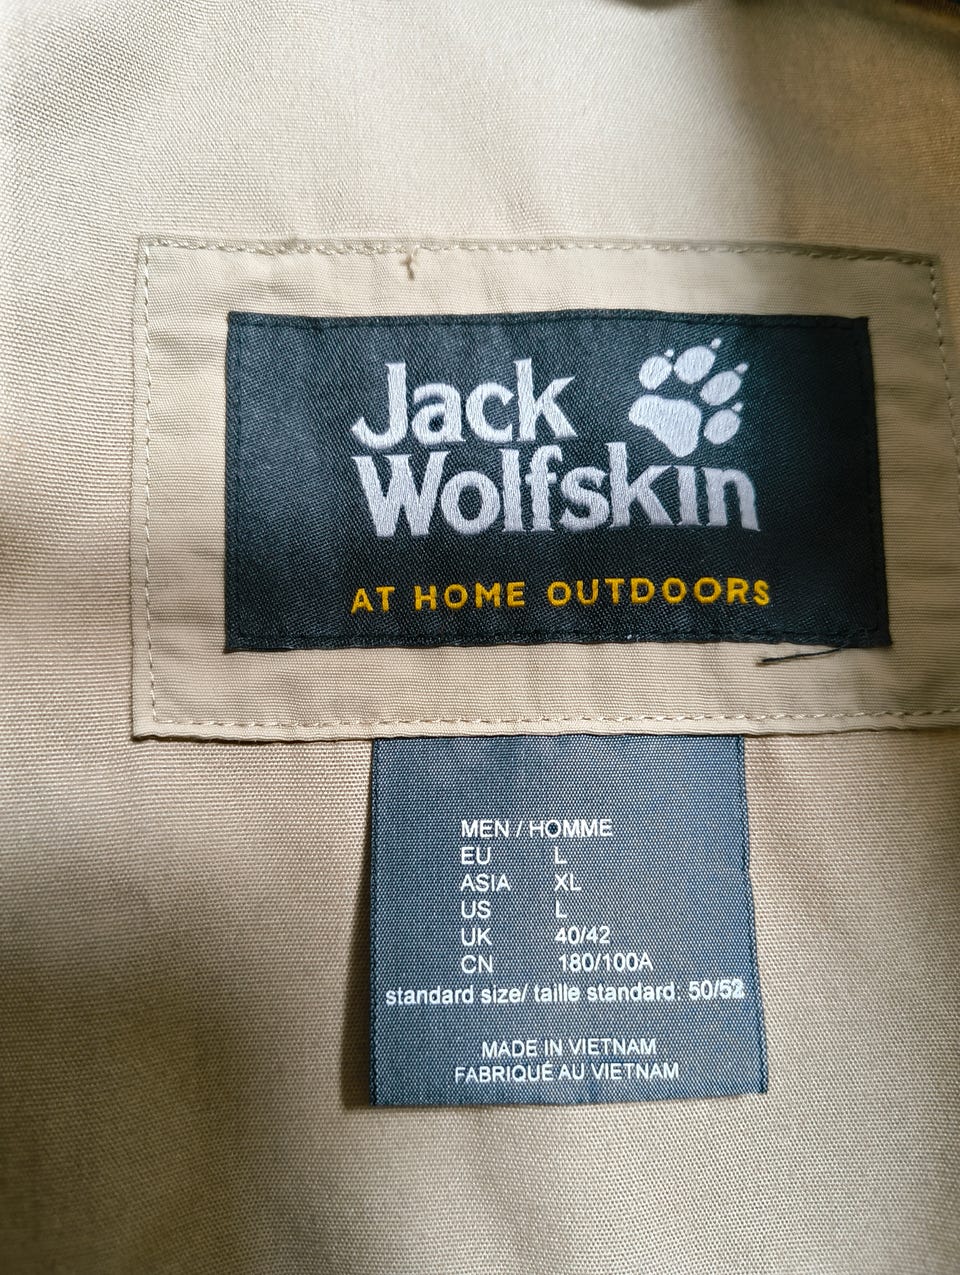 Jack
Wolfskin
AT HOME OUTDOORS
MEN / HOMME
EU L
ASIA XL
US L
UK 40/42
CN 180/100A
standard size/ taille standard: 50/52
MADE IN VIETNAM
FABRIQUÉ AU VIETNAM